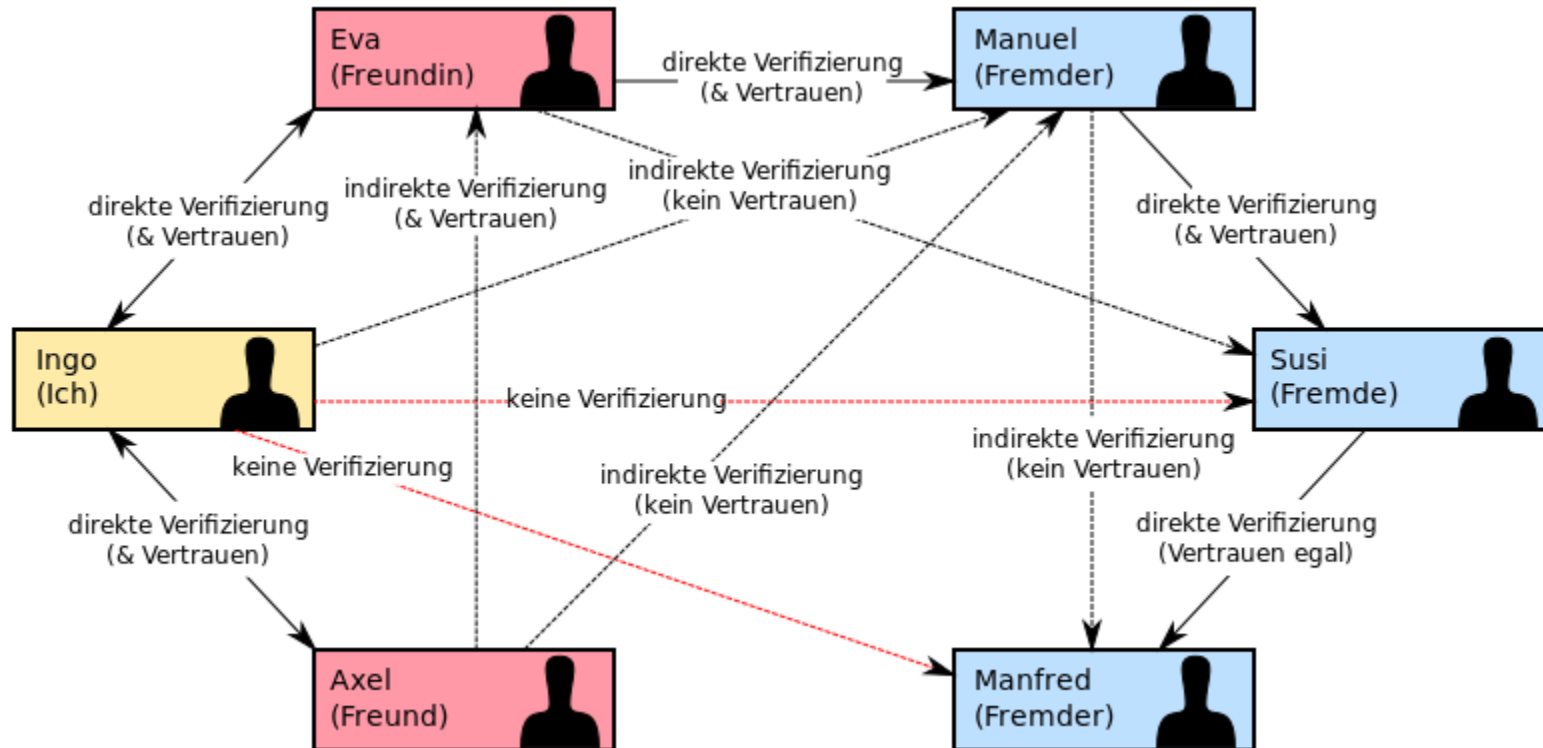 Eva
(Freundin)
Manuel
(Fremder)
direkte Verifizierung
(& Vertrauen)
indirekte Verifizierung
(kein Vertrauen)
indirekte Verifizierung
(& Vertrauen)
direkte Verifizierung
(& Vertrauen)
direkte Verifizierung
(& Vertrauen)
Ingo
(Ich)
keine Verifizierung
Susi
(Fremde)
keine Verifizierung
indirekte Verifizierung
(kein Vertrauen)
indirekte Verifizierung
(kein Vertrauen)
direkte Verifizierung
(& Vertrauen)
direkte Verifizierung
(Vertrauen egal)
Axel
(Freund)
Manfred
(Fremder)